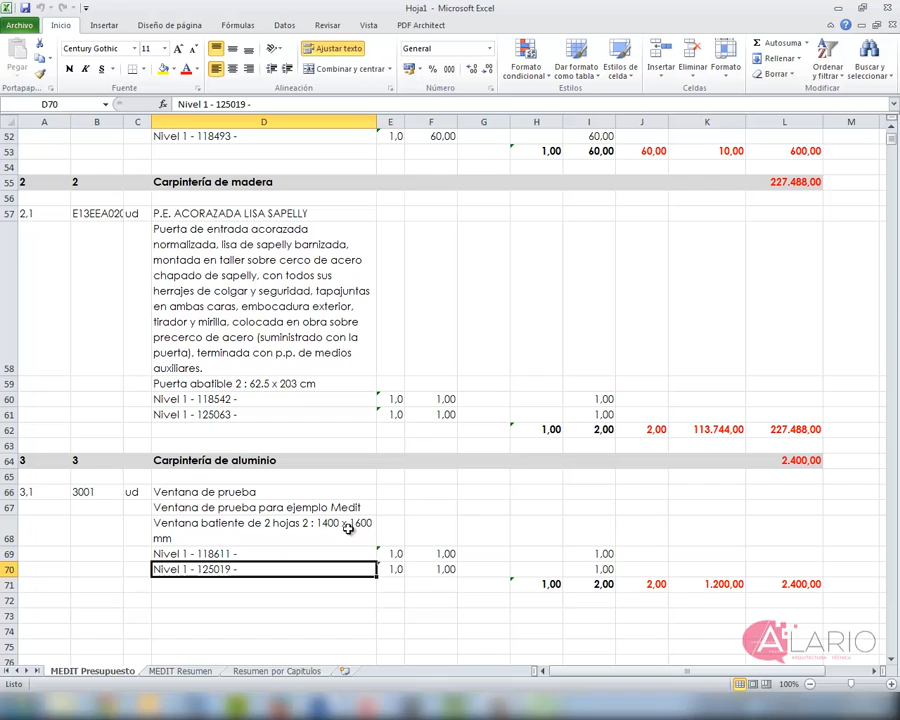 Hoja1 - Microsoft Excel
Archivo Inicio Insertar Diseño de página Fórmulas Datos Revisar Vista PDF Architect
Pegar
Century Gothic 11
N K S
Ajustar texto
Combinar y centrar
General
% 000
Formato condicional
Dar formato como tabla
Estilos de celda
Insertar Eliminar Formato
Autosuma
Rellenar
Borrar
Ordenar y filtrar
Buscar y seleccionar
Portapap... Fuente Alineación Número Estilos Celdas Modificar
D70 fx Nivel 1 - 125019 -
A B C D E F G H I J K L M
52 Nivel 1 - 118493 - 1,0 60,00 60,00
53 1,00 60,00 60,00 10,00 600,00
54
55 2 2 Carpintería de madera 227.488,00
56
57 2,1 E13EEA020 ud P.E. ACORAZADA LISA SAPELLY
Puerta de entrada acorazada
normalizada, lisa de sapelly barnizada,
montada en taller sobre cerco de acero
chapado de sapelly, con todos sus
herrajes de colgar y seguridad, tapajuntas
en ambas caras, embocadura exterior,
tirador y mirilla, colocada en obra sobre
precerco de acero (suministrado con la
puerta), terminada con p.p. de medios
58 auxiliares.
59 Puerta abatible 2 : 62.5 x 203 cm
60 Nivel 1 - 118542 - 1,0 1,00 1,00
61 Nivel 1 - 125063 - 1,0 1,00 1,00
62 1,00 2,00 2,00 113.744,00 227.488,00
63
64 3 3 Carpintería de aluminio 2.400,00
65
66 3,1 3001 ud Ventana de prueba
67 Ventana de prueba para ejemplo Medit
Ventana batiente de 2 hojas 2 : 1400 x 1600
68 mm
69 Nivel 1 - 118611 - 1,0 1,00 1,00
70 Nivel 1 - 125019 - 1,0 1,00 1,00
71 1,00 2,00 2,00 1.200,00 2.400,00
72
73
74
75
76
ALARIO
ARQUITECTURA TÉCNICA
MEDIT Presupuesto MEDIT Resumen Resumen por Capítulos
Listo 100%